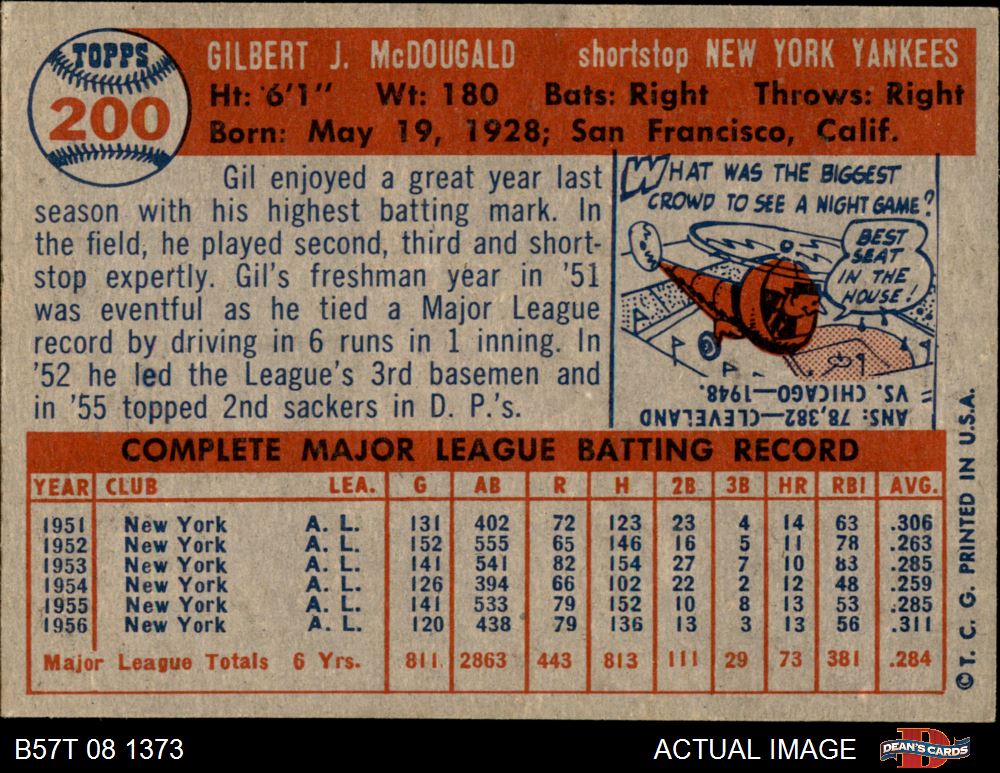 TOPPS
200
GILBERT J. McDOUGALD shortstop NEW YORK YANKEES
Ht: 6'1" Wt: 180 Bats: Right Throws: Right
Born: May 19, 1928; San Francisco, Calif.
Gil enjoyed a great year last
season with his highest batting mark. In
the field, he played second, third and short-
stop expertly. Gil's freshman year in '51
was eventful as he tied a Major League
record by driving in 6 runs in 1 inning. In
'52 he led the League's 3rd basemen and
in '55 topped 2nd sackers in D. P.'s.
WHAT WAS THE BIGGEST
CROWD TO SEE A NIGHT GAME?
BEST
SEAT
IN THE
HOUSE!
ANS: 78,382—CLEVELAND
VS. CHICAGO—1948.
COMPLETE MAJOR LEAGUE BATTING RECORD
YEAR CLUB LEA. G AB R H 2B 3B HR RBI AVG.
1951 New York A. L. 131 402 72 123 23 4 14 63 .306
1952 New York A. L. 152 555 65 146 16 5 11 78 .263
1953 New York A. L. 141 541 82 154 27 7 10 83 .285
1954 New York A. L. 126 394 66 102 22 2 12 48 .259
1955 New York A. L. 141 533 79 152 10 8 13 53 .285
1956 New York A. L. 120 438 79 136 13 3 13 56 .311
Major League Totals 6 Yrs. 811 2863 443 813 111 29 73 381 .284
© T. C. G. PRINTED IN U.S.A.
B57T 08 1373
ACTUAL IMAGE
DEAN'S CARDS